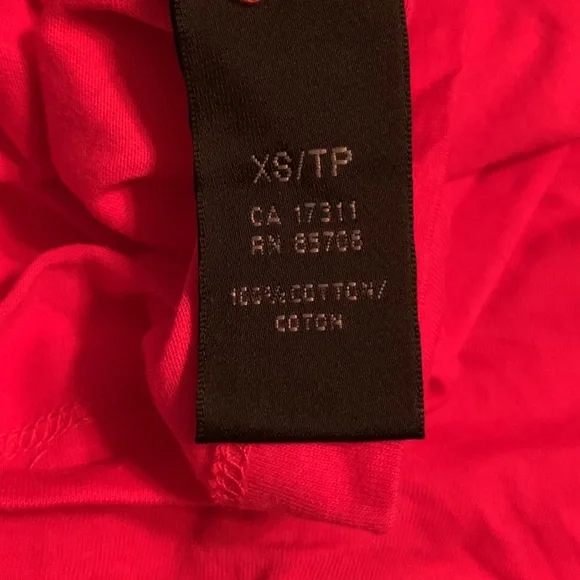 XS/TP
CA 17311
RN 85708
100% COTTON/
COTON